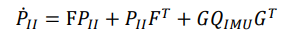 Ṗ_II = FP_II + P_II F^T + GQ_IMU G^T